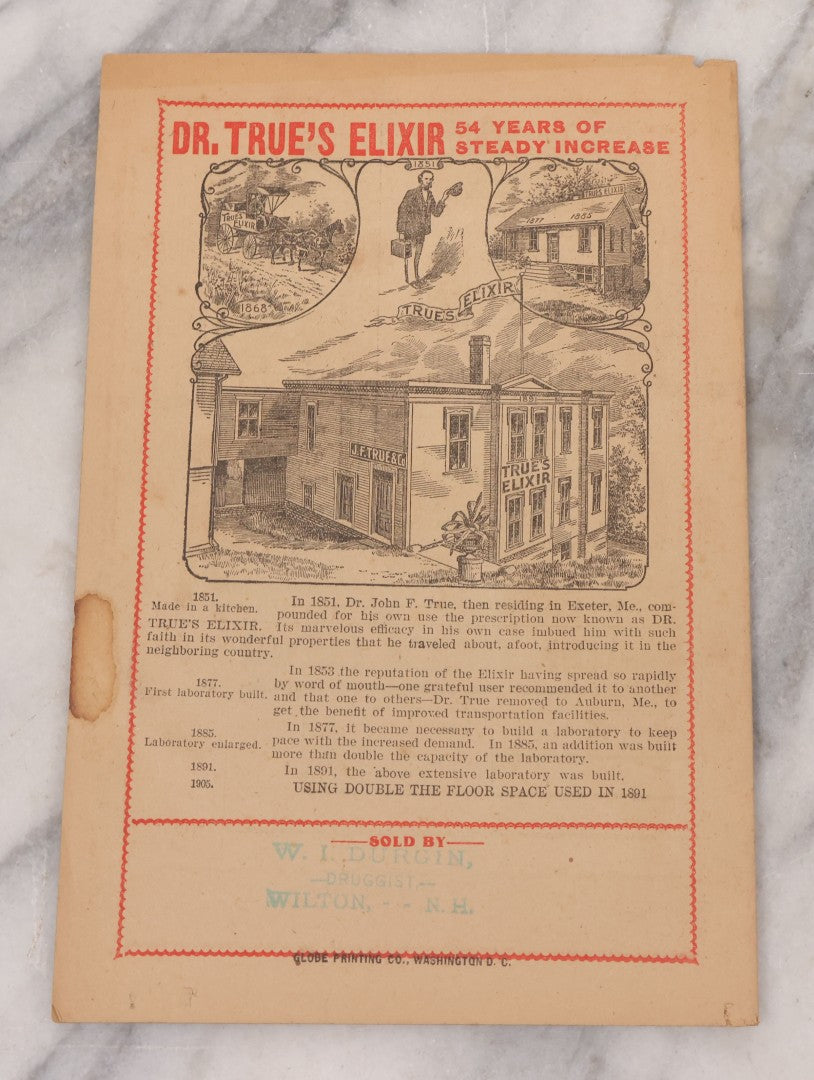 DR. TRUE'S ELIXIR 54 YEARS OF
STEADY INCREASE
1851
TRUE'S
ELIXIR
1868
TRUE'S ELIXIR
1877 1885
TRUE'S ELIXIR
189
J.F. TRUE & Co
TRUE'S
ELIXIR
1851.
Made in a kitchen.
In 1851, Dr. John F. True, then residing in Exeter, Me., com-
pounded for his own use the prescription now known as DR.
TRUE'S ELIXIR. Its marvelous efficacy in his own case imbued him with such
faith in its wonderful properties that he traveled about, afoot, introducing it in the
neighboring country.
1877.
First laboratory built.
In 1853 the reputation of the Elixir having spread so rapidly
by word of mouth—one grateful user recommended it to another
and that one to others—Dr. True removed to Auburn, Me., to
get the benefit of improved transportation facilities.
1885.
Laboratory enlarged.
In 1877, it became necessary to build a laboratory to keep
pace with the increased demand. In 1885, an addition was built
more than double the capacity of the laboratory.
1891. In 1891, the above extensive laboratory was built.
1905. USING DOUBLE THE FLOOR SPACE USED IN 1891
SOLD BY
W. I. DURGIN,
—DRUGGIST,—
WILTON, - - N.H.
GLOBE PRINTING CO., WASHINGTON D. C.